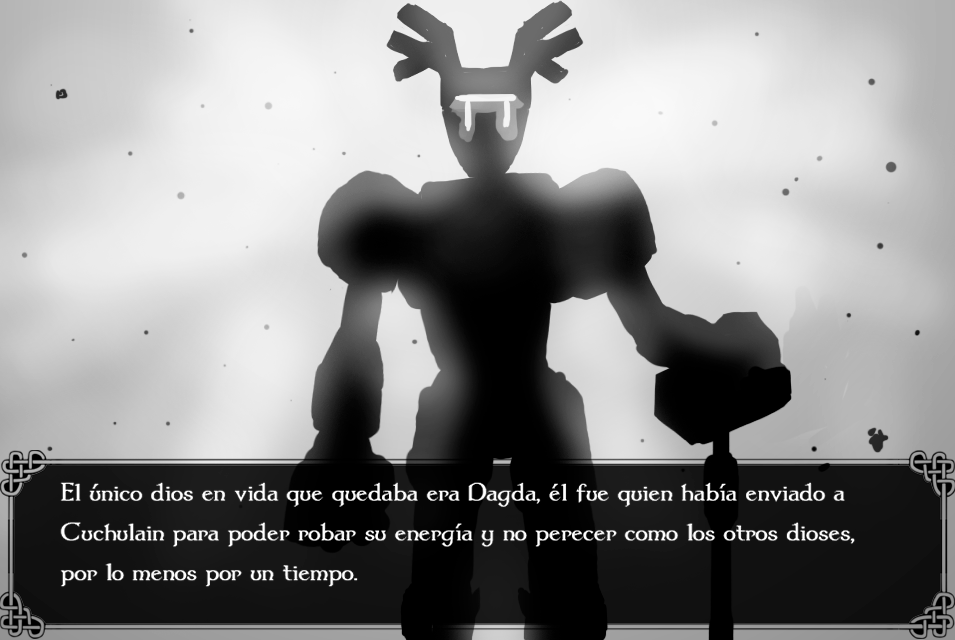 El único dios en vida que quedaba era Dagda, él fue quien había enviado a
Cuchulain para poder robar su energía y no perecer como los otros dioses,
por lo menos por un tiempo.